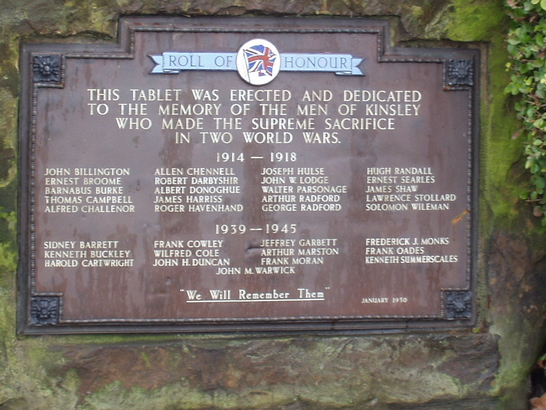 ROLL OF HONOUR
THIS TABLET WAS ERECTED AND DEDICATED
TO THE MEMORY OF THE MEN OF KINSLEY
WHO MADE THE SUPREME SACRIFICE
IN TWO WORLD WARS.
1914 — 1918
JOHN BILLINGTON ALLEN CHENNELL JOSEPH HULSE HUGH RANDALL
ERNEST BROOME ROBERT DARBYSHIR JOHN W. LODGE ERNEST SEARLES
BARNABUS BURKE ALBERT DONOGHUE WALTER PARSONAGE JAMES SHAW
THOMAS CAMPBELL JAMES HARRISS ARTHUR RADFORD LAWRENCE STOLLARD
ALFRED CHALLENOR ROGER HAVENHAND GEORGE RADFORD SOLOMON WILEMAN
1939 — 1945
SIDNEY BARRETT FRANK COWLEY JEFFREY GARBETT FREDERICK J. MONKS
KENNETH BUCKLEY WILFRED COLE ARTHUR MARSTON FRANK OADES
HAROLD CARTWRIGHT JOHN H. DUNCAN FRANK MORAN KENNETH SUMMERSCALES
JOHN M. WARWICK
"We Will Remember Them"
JANUARY 1950